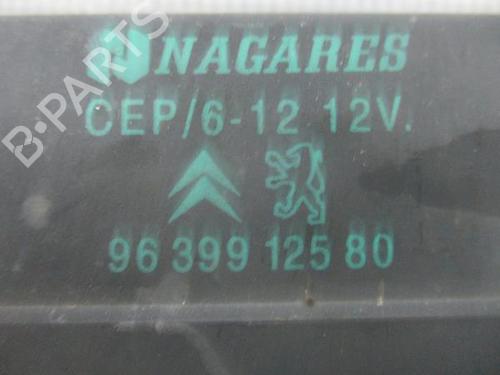 NAGARES
CEP/6-12 12V.
96 399 125 80
B-PARTS